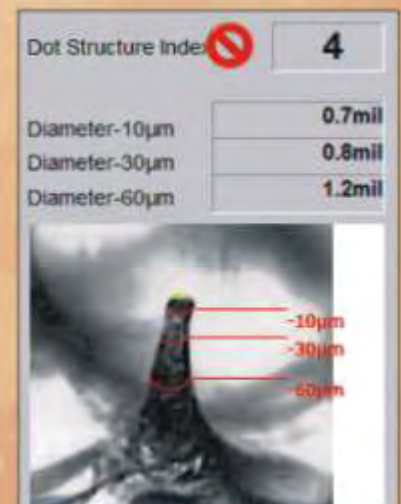 Dot Structure Index
4
Diameter-10µm 0.7mil
Diameter-30µm 0.8mil
Diameter-60µm 1.2mil
-10µm
-30µm
-60µm